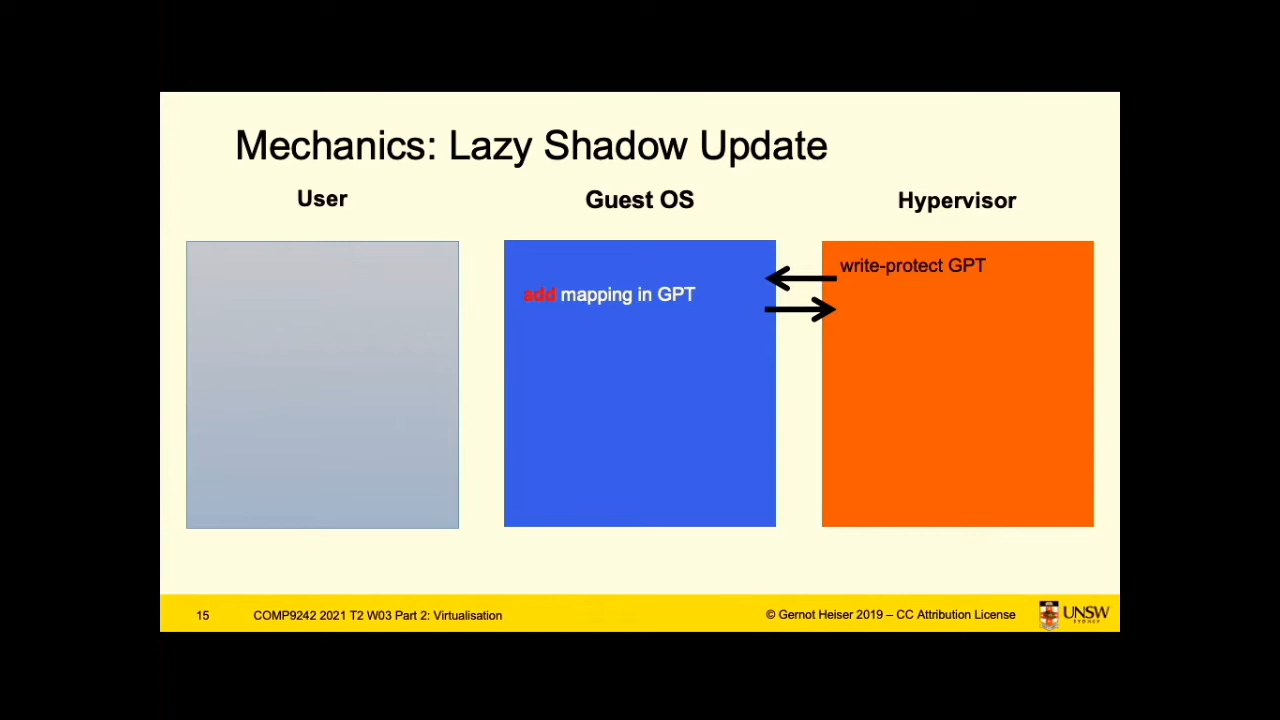 Mechanics: Lazy Shadow Update
User
Guest OS
Hypervisor
write-protect GPT
add mapping in GPT
15
COMP9242 2021 T2 W03 Part 2: Virtualisation
© Gernot Heiser 2019 – CC Attribution License
UNSW
SYDNEY